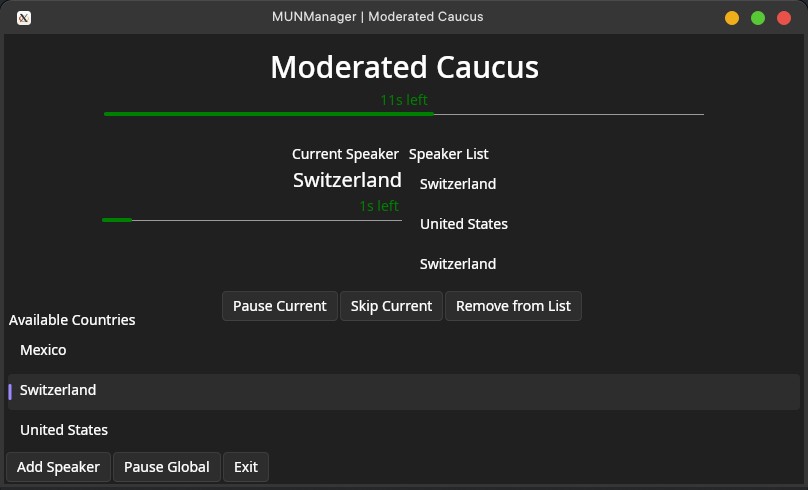 MUNManager | Moderated Caucus
Moderated Caucus
11s left
Current Speaker
Switzerland
1s left
Speaker List
Switzerland
United States
Switzerland
Pause Current
Skip Current
Remove from List
Available Countries
Mexico
Switzerland
United States
Add Speaker
Pause Global
Exit